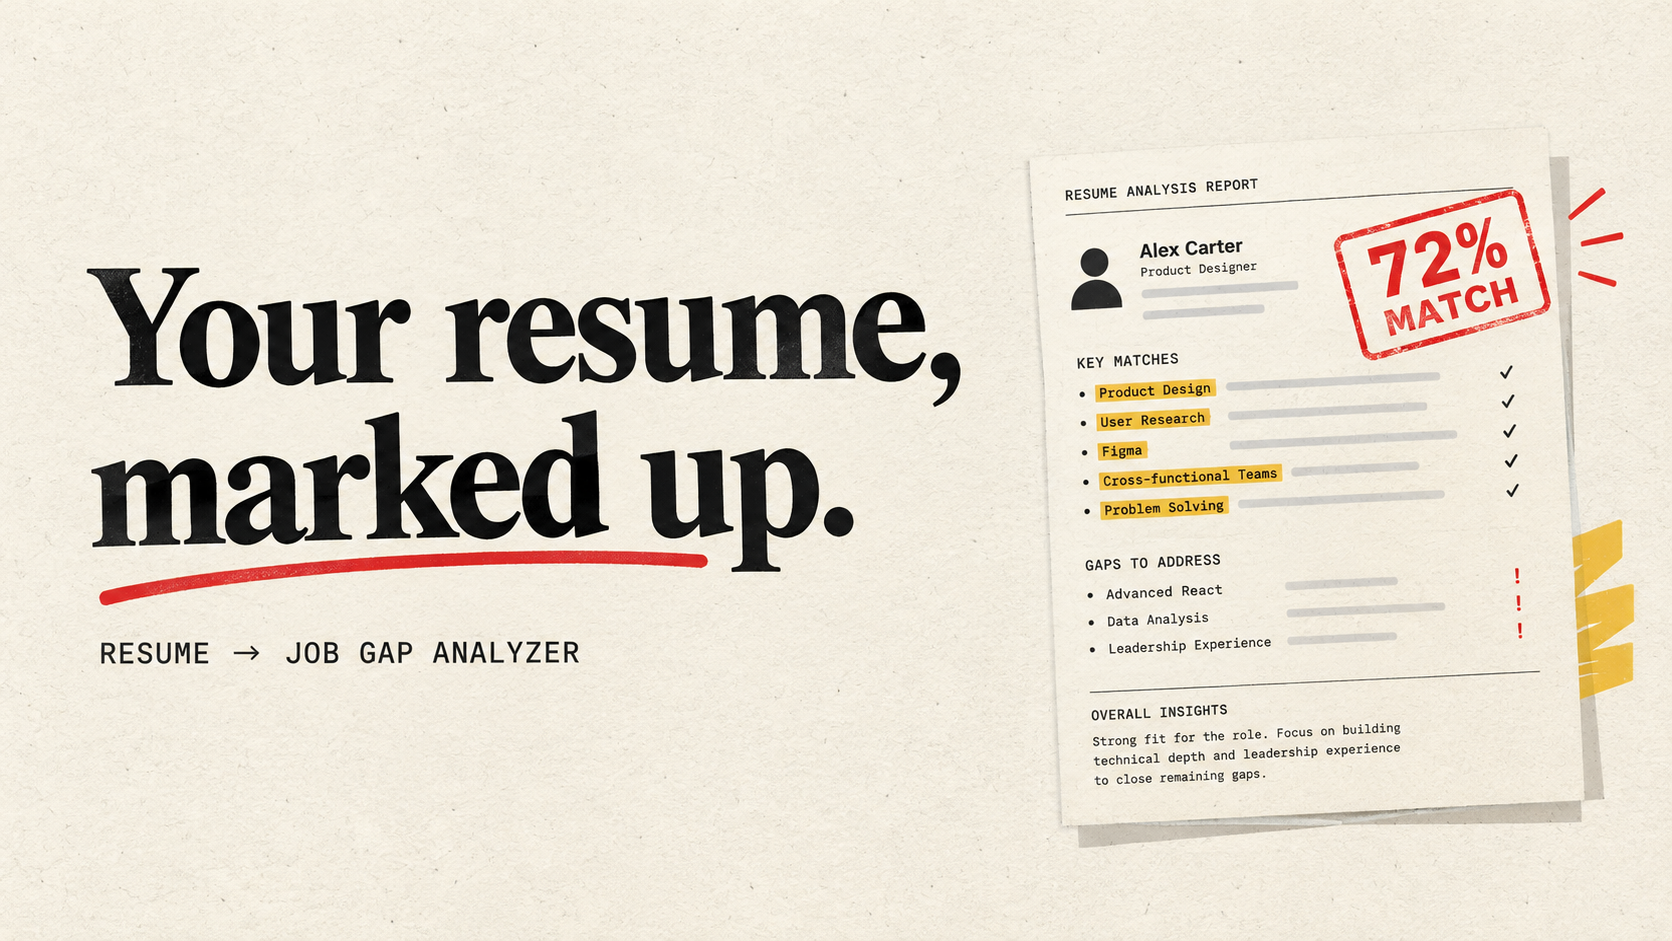 Your resume,
marked up.
RESUME → JOB GAP ANALYZER
RESUME ANALYSIS REPORT
Alex Carter
Product Designer
72%
MATCH
KEY MATCHES
• Product Design
• User Research
• Figma
• Cross-functional Teams
• Problem Solving
GAPS TO ADDRESS
• Advanced React !
• Data Analysis !
• Leadership Experience !
OVERALL INSIGHTS
Strong fit for the role. Focus on building
technical depth and leadership experience
to close remaining gaps.